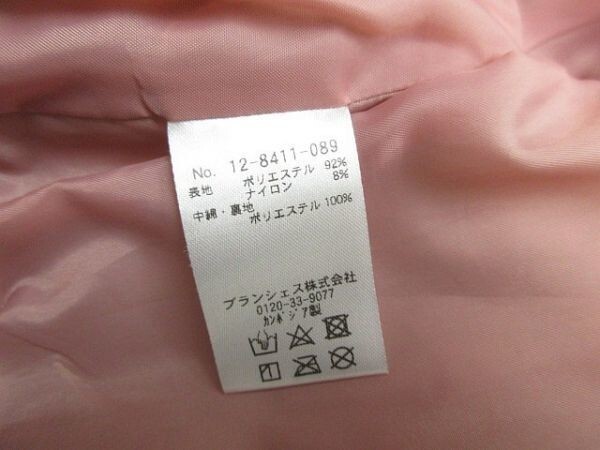 No. 12-8411-089
表地 ポリエステル 92%
ナイロン 8%
中綿・裏地
ポリエステル 100%
ブランシェス株式会社
0120-33-9077
ｶﾝﾎﾞｼﾞｱ製